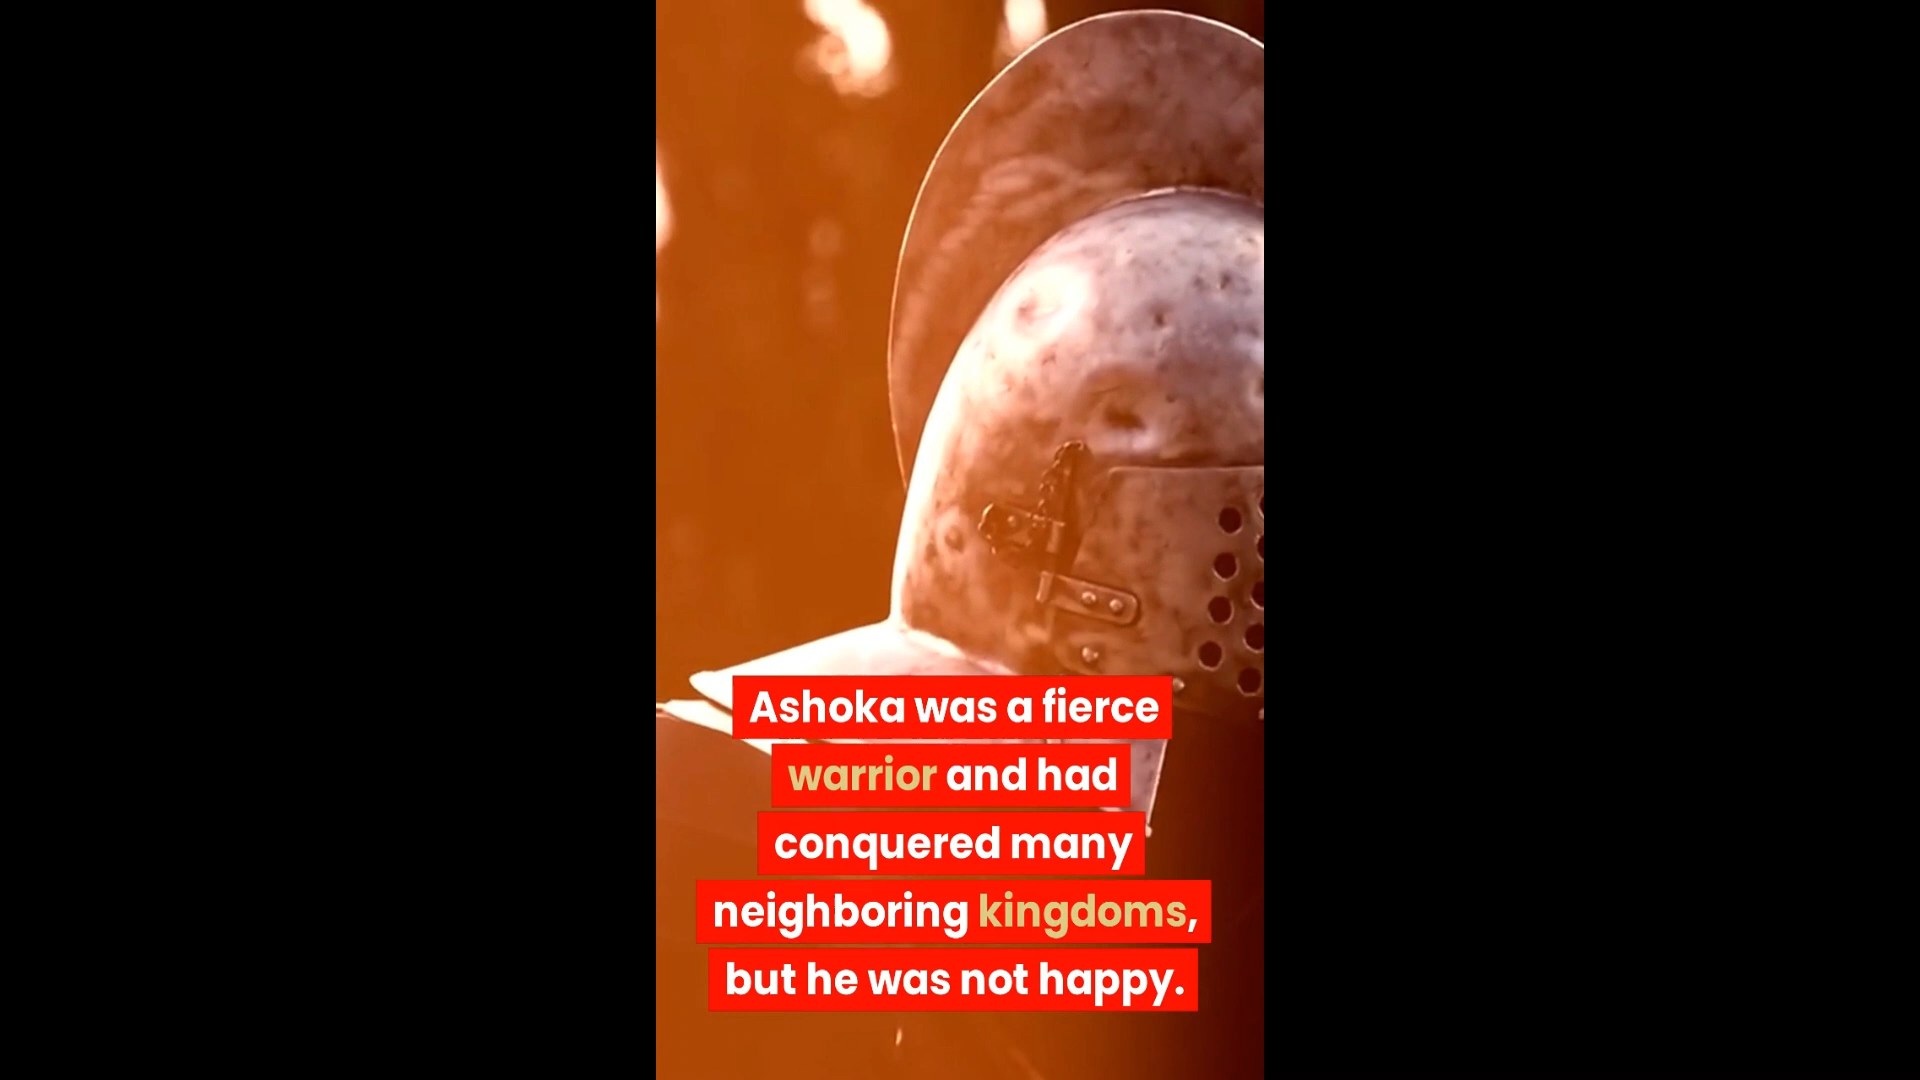 Ashoka was a fierce
warrior and had
conquered many
neighboring kingdoms,
but he was not happy.